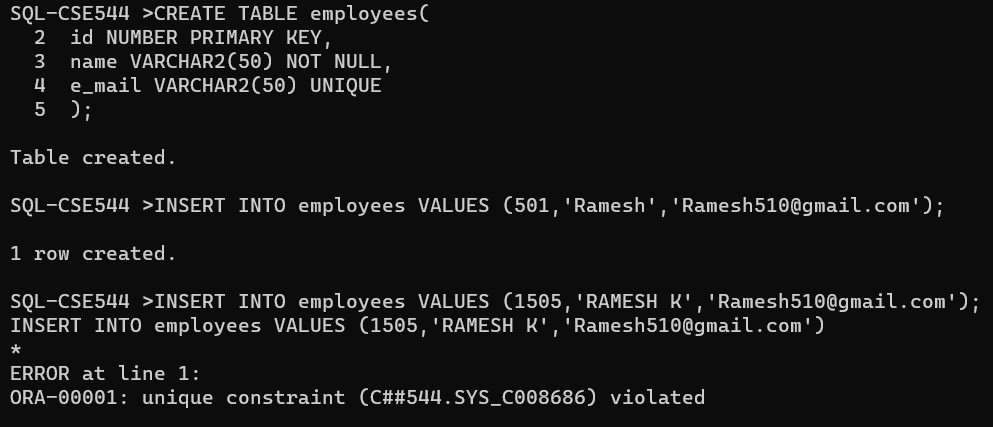 SQL-CSE544 >CREATE TABLE employees(
  2  id NUMBER PRIMARY KEY,
  3  name VARCHAR2(50) NOT NULL,
  4  e_mail VARCHAR2(50) UNIQUE
  5  );
Table created.
SQL-CSE544 >INSERT INTO employees VALUES (501,'Ramesh','Ramesh510@gmail.com');
1 row created.
SQL-CSE544 >INSERT INTO employees VALUES (1505,'RAMESH K','Ramesh510@gmail.com');
INSERT INTO employees VALUES (1505,'RAMESH K','Ramesh510@gmail.com')
*
ERROR at line 1:
ORA-00001: unique constraint (C##544.SYS_C008686) violated